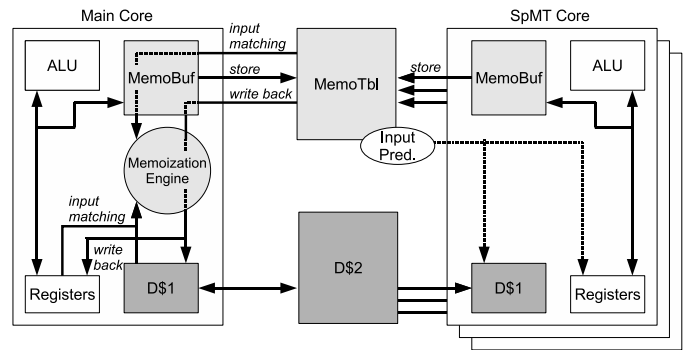 Main Core
SpMT Core
input
matching
ALU
MemoBuf
store
MemoTbl
store
MemoBuf
ALU
write back
Input
Pred.
Memoization
Engine
input
matching
write
back
Registers
D$1
D$2
D$1
Registers